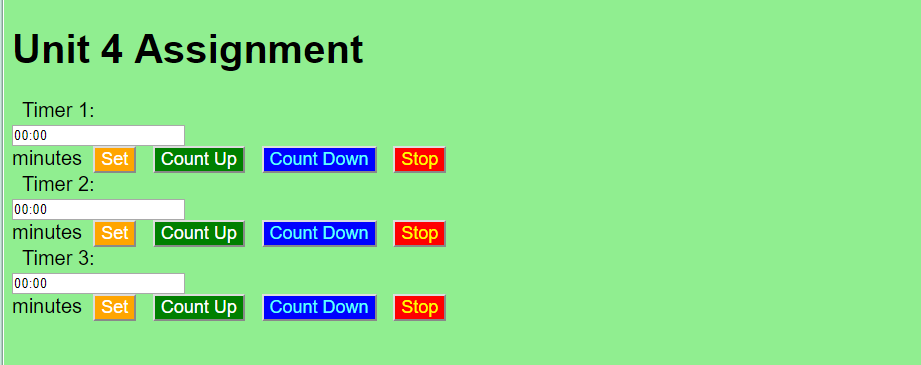 Unit 4 Assignment
Timer 1:
00:00
minutes Set Count Up Count Down Stop
Timer 2:
00:00
minutes Set Count Up Count Down Stop
Timer 3:
00:00
minutes Set Count Up Count Down Stop